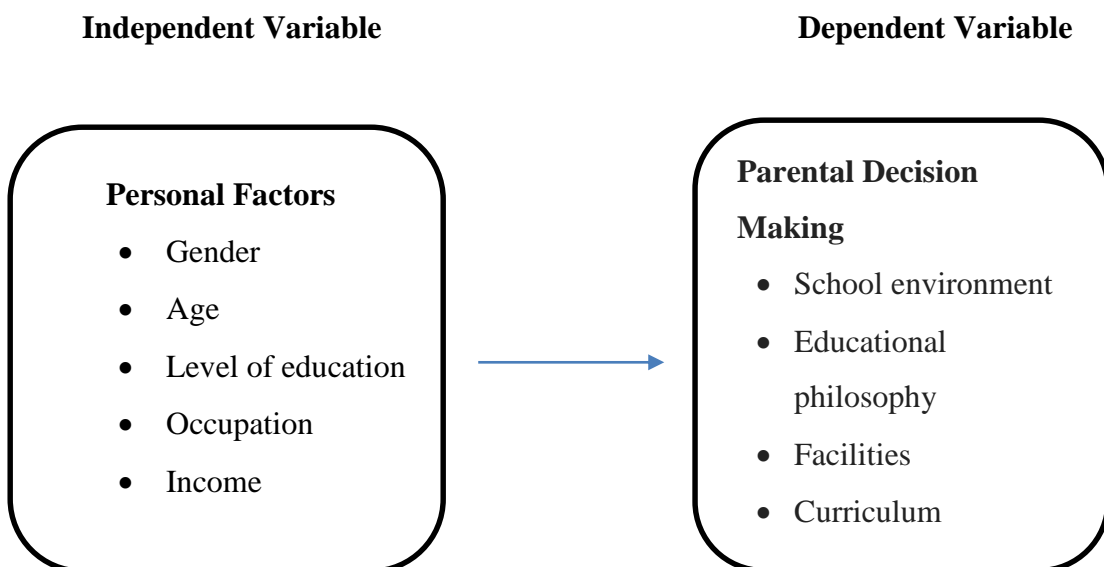 Independent Variable
Dependent Variable
Personal Factors
• Gender
• Age
• Level of education
• Occupation
• Income
Parental Decision
Making
• School environment
• Educational
philosophy
• Facilities
• Curriculum